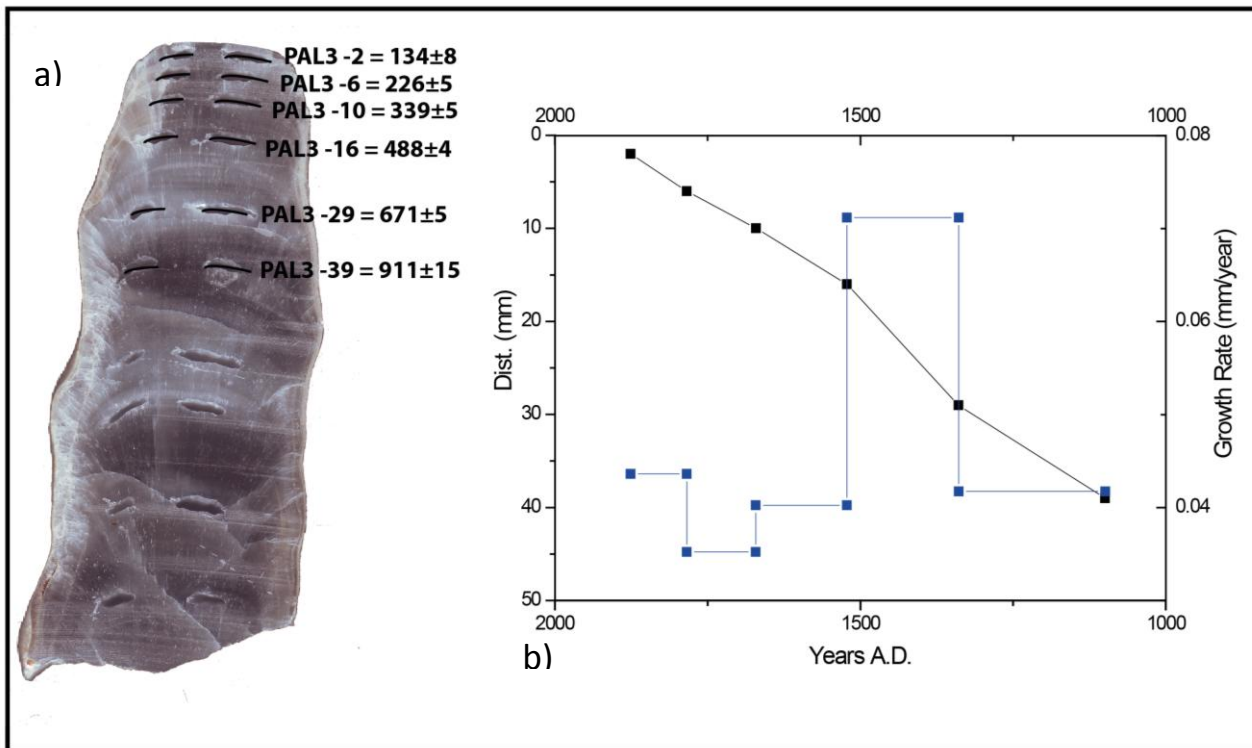 a)
PAL3 -2 = 134±8
PAL3 -6 = 226±5
PAL3 -10 = 339±5
PAL3 -16 = 488±4
PAL3 -29 = 671±5
PAL3 -39 = 911±15
2000 1500 1000
0 0.08
10
20 0.06
30
40 0.04
50
Dist. (mm)
Growth Rate (mm/year)
2000 1500 1000
Years A.D.
b)